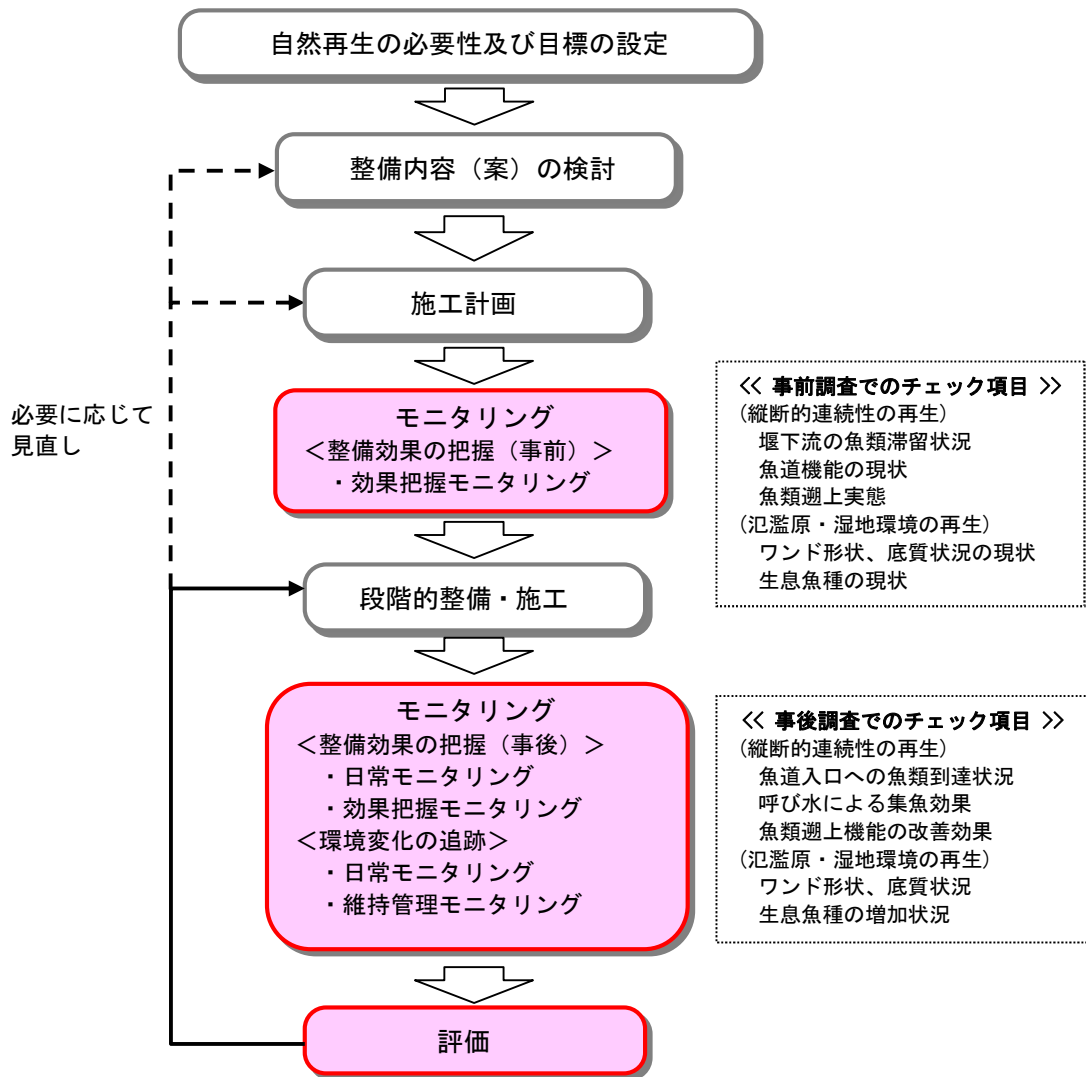 自然再生の必要性及び目標の設定
整備内容（案）の検討
施工計画
必要に応じて
見直し
モニタリング
＜整備効果の把握（事前）＞
・効果把握モニタリング
≪ 事前調査でのチェック項目 ≫
(縦断的連続性の再生)
堰下流の魚類滞留状況
魚道機能の現状
魚類遡上実態
(氾濫原・湿地環境の再生)
ワンド形状、底質状況の現状
生息魚種の現状
段階的整備・施工
モニタリング
＜整備効果の把握（事後）＞
・日常モニタリング
・効果把握モニタリング
＜環境変化の追跡＞
・日常モニタリング
・維持管理モニタリング
≪ 事後調査でのチェック項目 ≫
(縦断的連続性の再生)
魚道入口への魚類到達状況
呼び水による集魚効果
魚類遡上機能の改善効果
(氾濫原・湿地環境の再生)
ワンド形状、底質状況
生息魚種の増加状況
評価